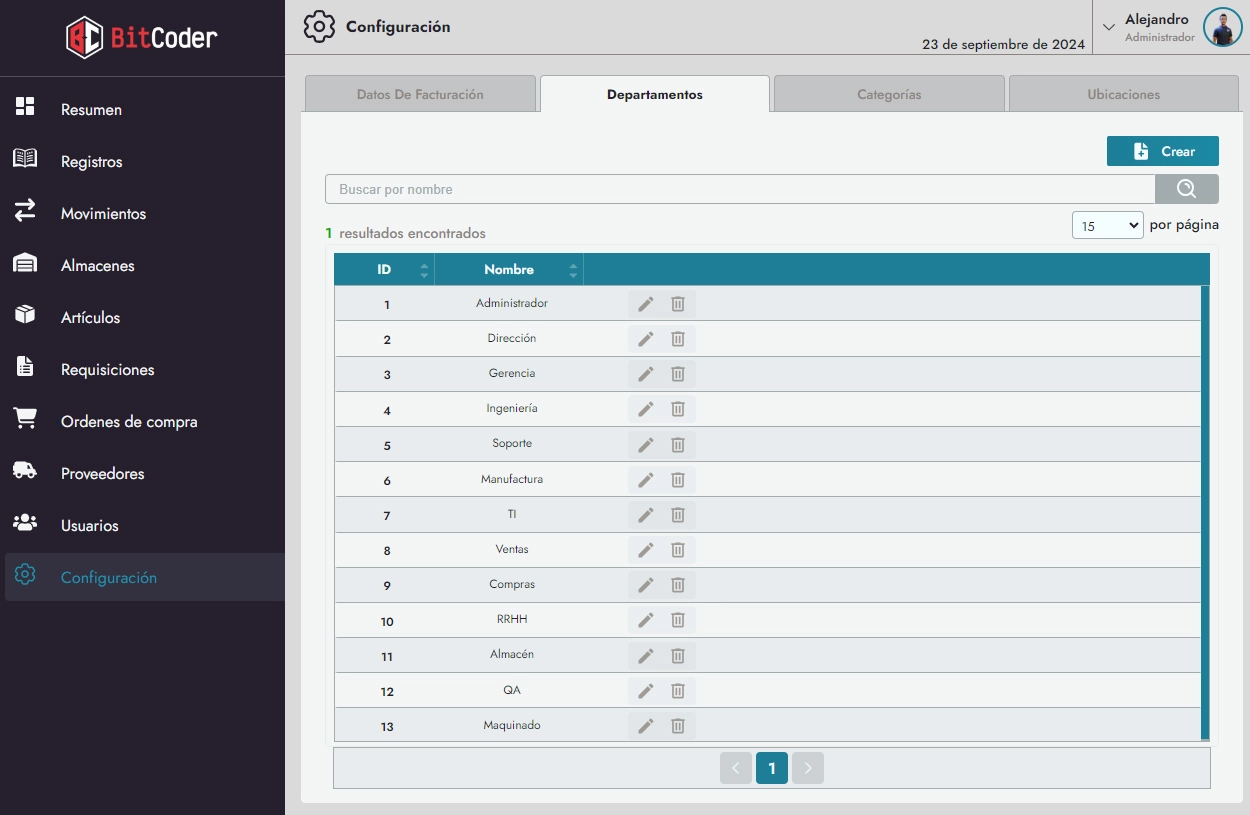 BitCoder
Configuración
23 de septiembre de 2024
Alejandro
Administrador
Resumen
Registros
Movimientos
Almacenes
Artículos
Requisiciones
Ordenes de compra
Proveedores
Usuarios
Configuración
Datos De Facturación Departamentos Categorías Ubicaciones
Crear
Buscar por nombre
1 resultados encontrados
15 por página
ID Nombre
1 Administrador
2 Dirección
3 Gerencia
4 Ingeniería
5 Soporte
6 Manufactura
7 TI
8 Ventas
9 Compras
10 RRHH
11 Almacén
12 QA
13 Maquinado
1